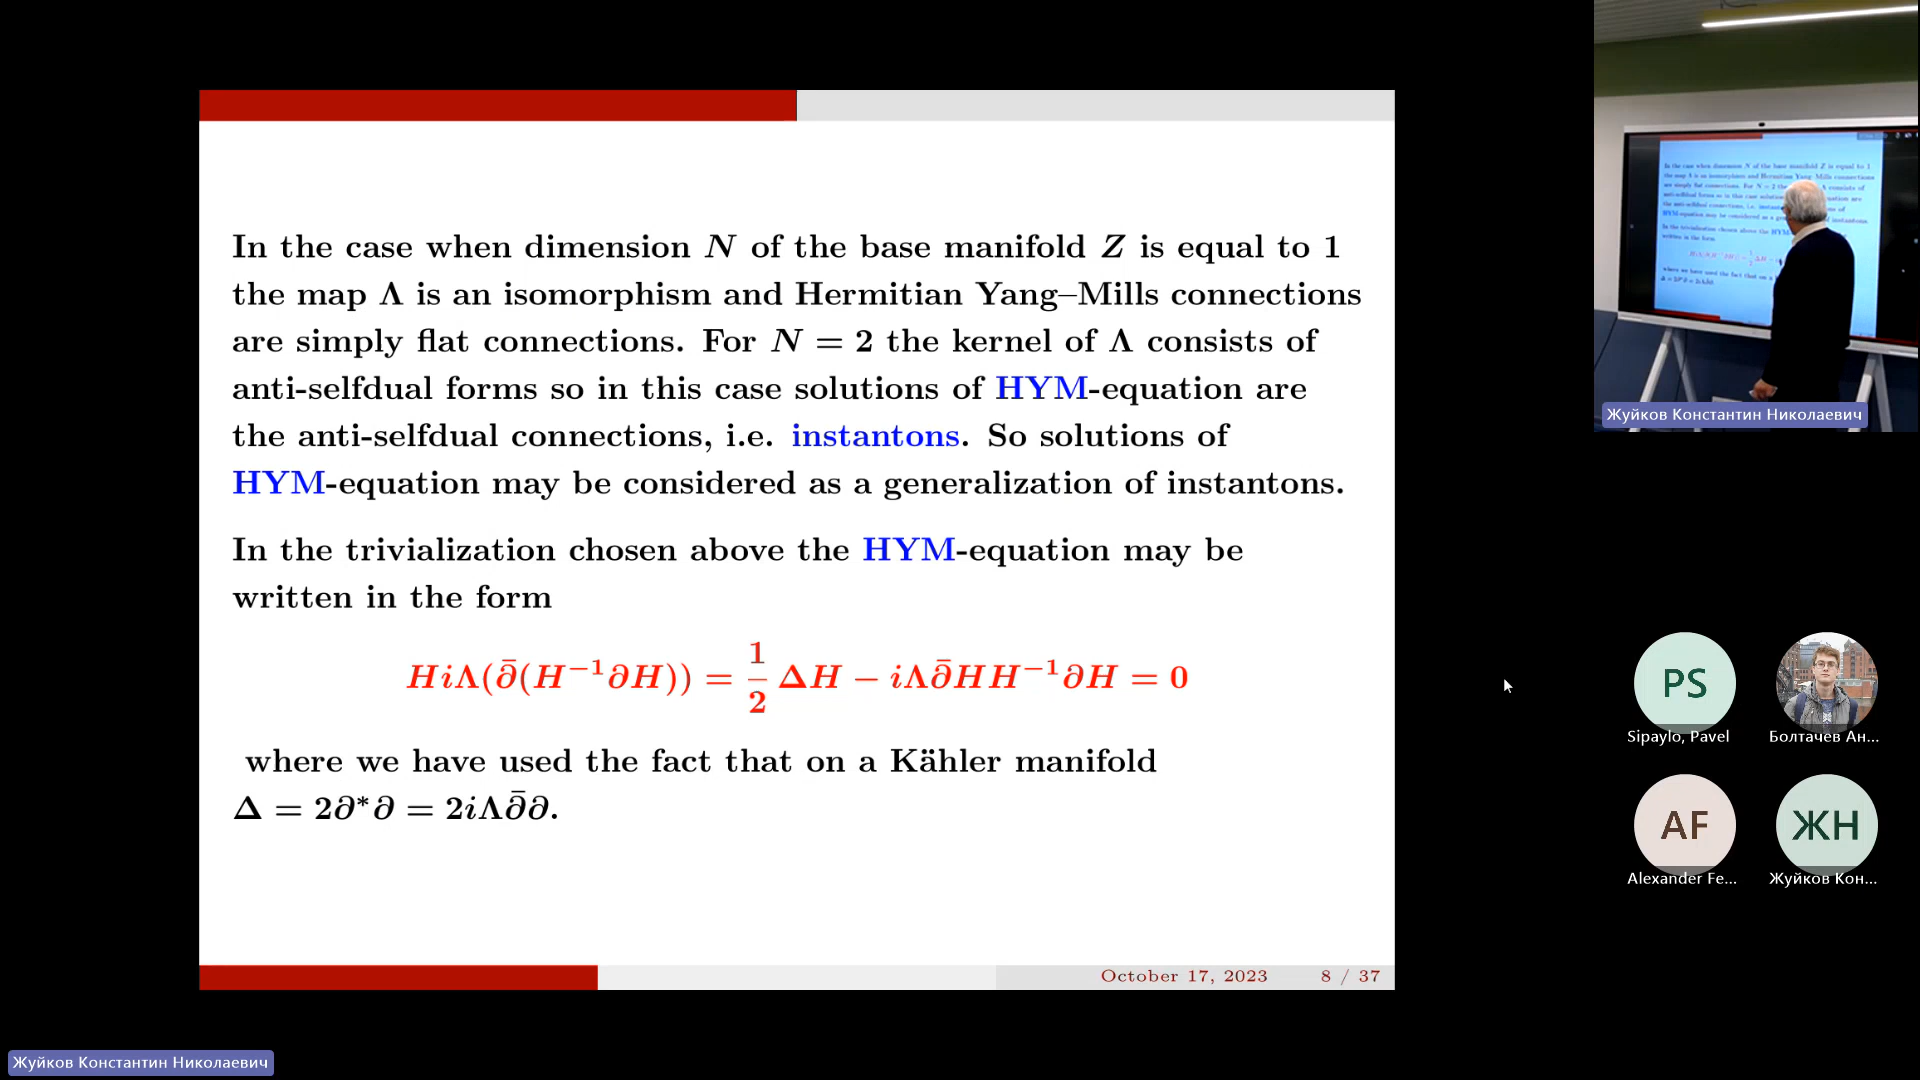 In the case when dimension N of the base manifold Z is equal to 1
the map Λ is an isomorphism and Hermitian Yang–Mills connections
are simply flat connections. For N = 2 the kernel of Λ consists of
anti-selfdual forms so in this case solutions of HYM-equation are
the anti-selfdual connections, i.e. instantons. So solutions of
HYM-equation may be considered as a generalization of instantons.
In the trivialization chosen above the HYM-equation may be
written in the form
HiΛ(∂̄(H⁻¹∂H)) = 1/2 ΔH − iΛ∂̄HH⁻¹∂H = 0
where we have used the fact that on a Kähler manifold
Δ = 2∂*∂ = 2iΛ∂̄∂.
October 17, 2023 8 / 37
Жуйков Константин Николаевич
PS
Sipaylo, Pavel
Болтачев Ан...
AF
ЖН
Alexander Fe...
Жуйков Кон...
Жуйков Константин Николаевич